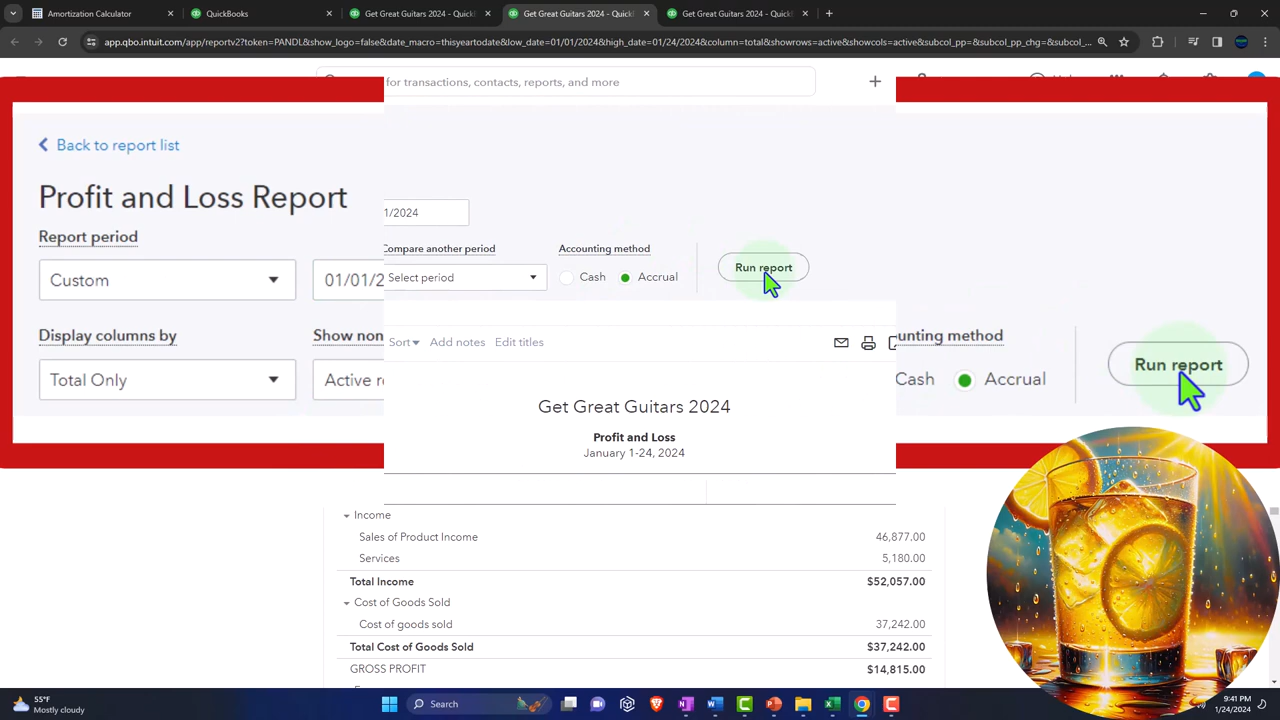 Amortization Calculator
QuickBooks
Get Great Guitars 2024 - Quick
Get Great Guitars 2024 - Quick
Get Great Guitars 2024 - Quick
app.qbo.intuit.com/app/reportv2?token=PANDL&show_logo=false&date_macro=thisyeartodate&low_date=01/01/2024&high_date=01/24/2024&column=total&showrows=active&showcols=active&subcol_pp=&subcol_pp_chg=&subcol_...
for transactions, contacts, reports, and more
Back to report list
Profit and Loss Report
Report period
Custom
01/01/2
1/2024
Display columns by
Show non
Compare another period
Accounting method
Total Only
Active r
Select period
Cash
Accrual
Run report
unting method
Cash
Accrual
Run report
Sort
Add notes
Edit titles
Get Great Guitars 2024
Profit and Loss
January 1-24, 2024
Income
Sales of Product Income 46,877.00
Services 5,180.00
Total Income $52,057.00
Cost of Goods Sold
Cost of goods sold 37,242.00
Total Cost of Goods Sold $37,242.00
GROSS PROFIT $14,815.00
55°F
Mostly cloudy
Search
9:41 PM
1/24/2024